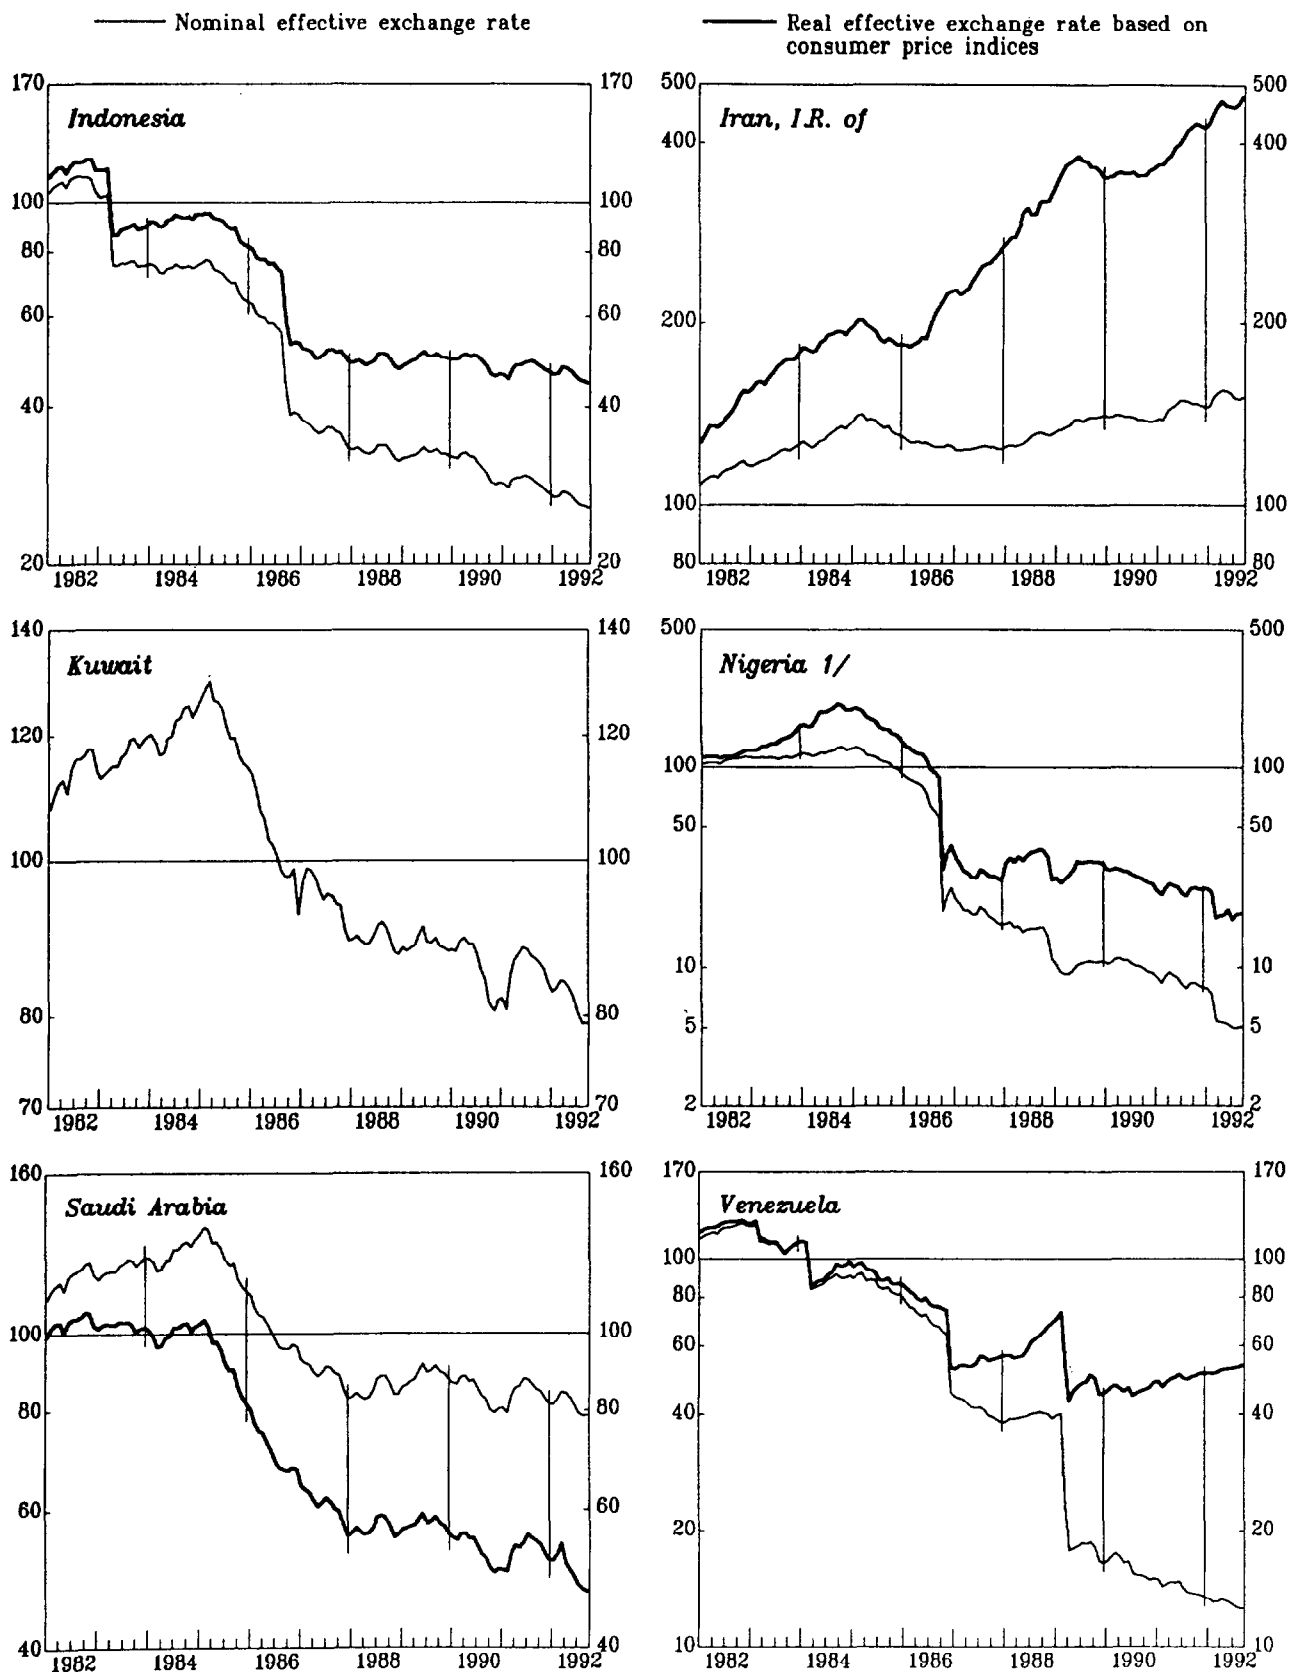 Nominal effective exchange rate
Real effective exchange rate based on
consumer price indices
Indonesia
170 170
100 100
80 80
60 60
40 40
20 20
1982 1984 1986 1988 1990 1992
Iran, I.R. of
500 500
400 400
200 200
100 100
80 80
1982 1984 1986 1988 1990 1992
Kuwait
140 140
120 120
100 100
80 80
70 70
1982 1984 1986 1988 1990 1992
Nigeria 1/
500 500
100 100
50 50
10 10
5 5
2 2
1982 1984 1986 1988 1990 1992
Saudi Arabia
160 160
100 100
80 80
60 60
40 40
1982 1984 1986 1988 1990 1992
Venezuela
170 170
100 100
80 80
60 60
40 40
20 20
10 10
1982 1984 1986 1988 1990 1992